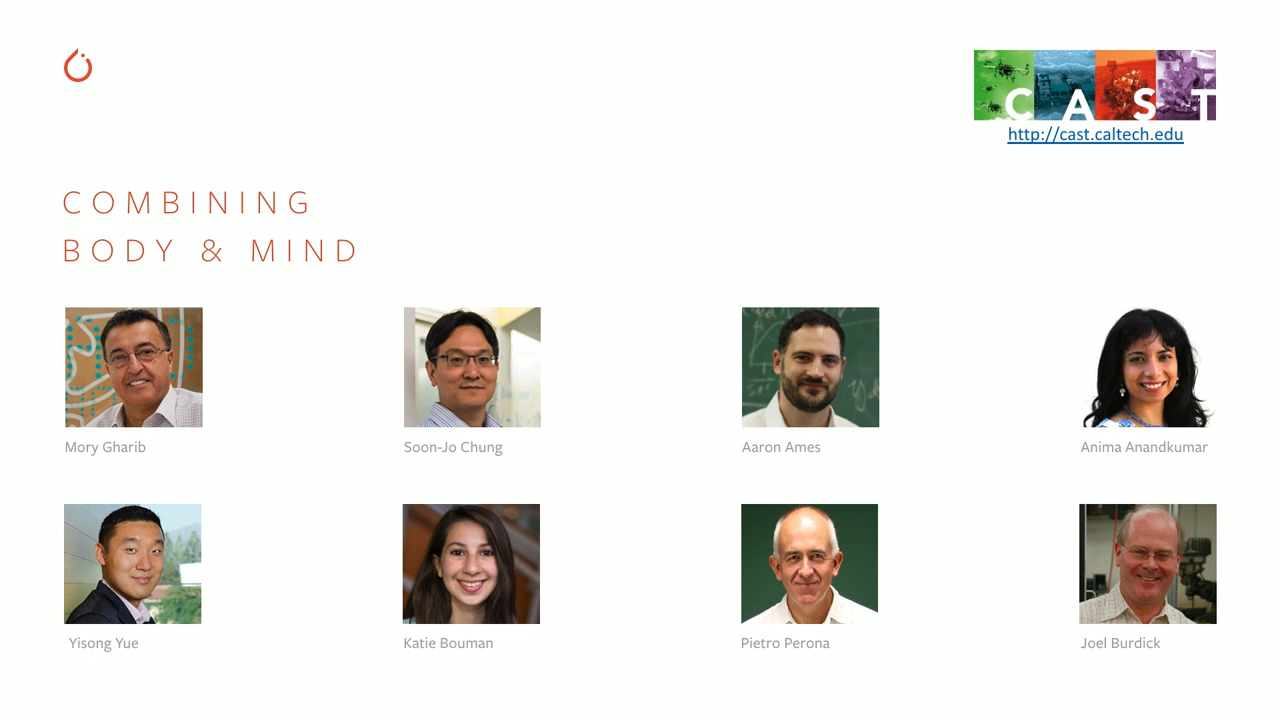 CAST
http://cast.caltech.edu
COMBINING
BODY & MIND
Mory Gharib
Soon-Jo Chung
Aaron Ames
Anima Anandkumar
Yisong Yue
Katie Bouman
Pietro Perona
Joel Burdick